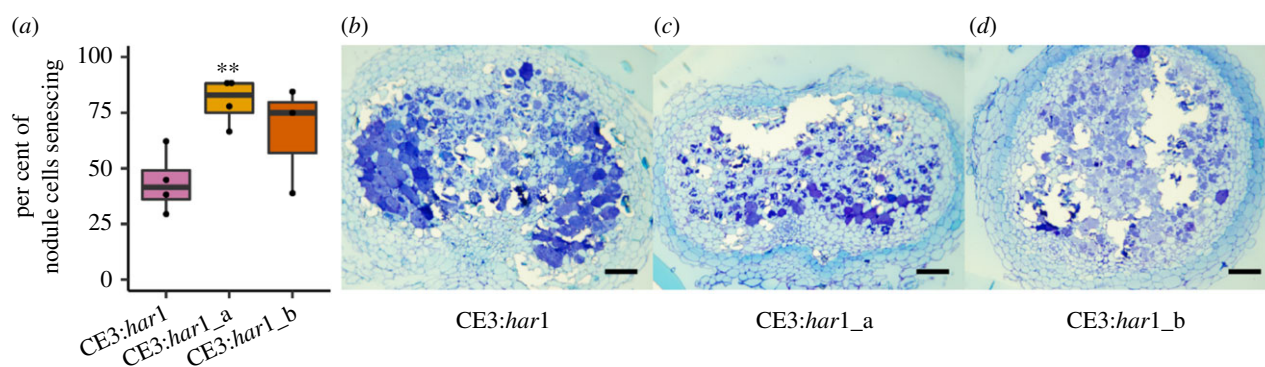 (a)
(b)
(c)
(d)
per cent of
nodule cells senescing
100
75
50
25
0
**
CE3:har1
CE3:har1_a
CE3:har1_b
CE3:har1
CE3:har1_a
CE3:har1_b